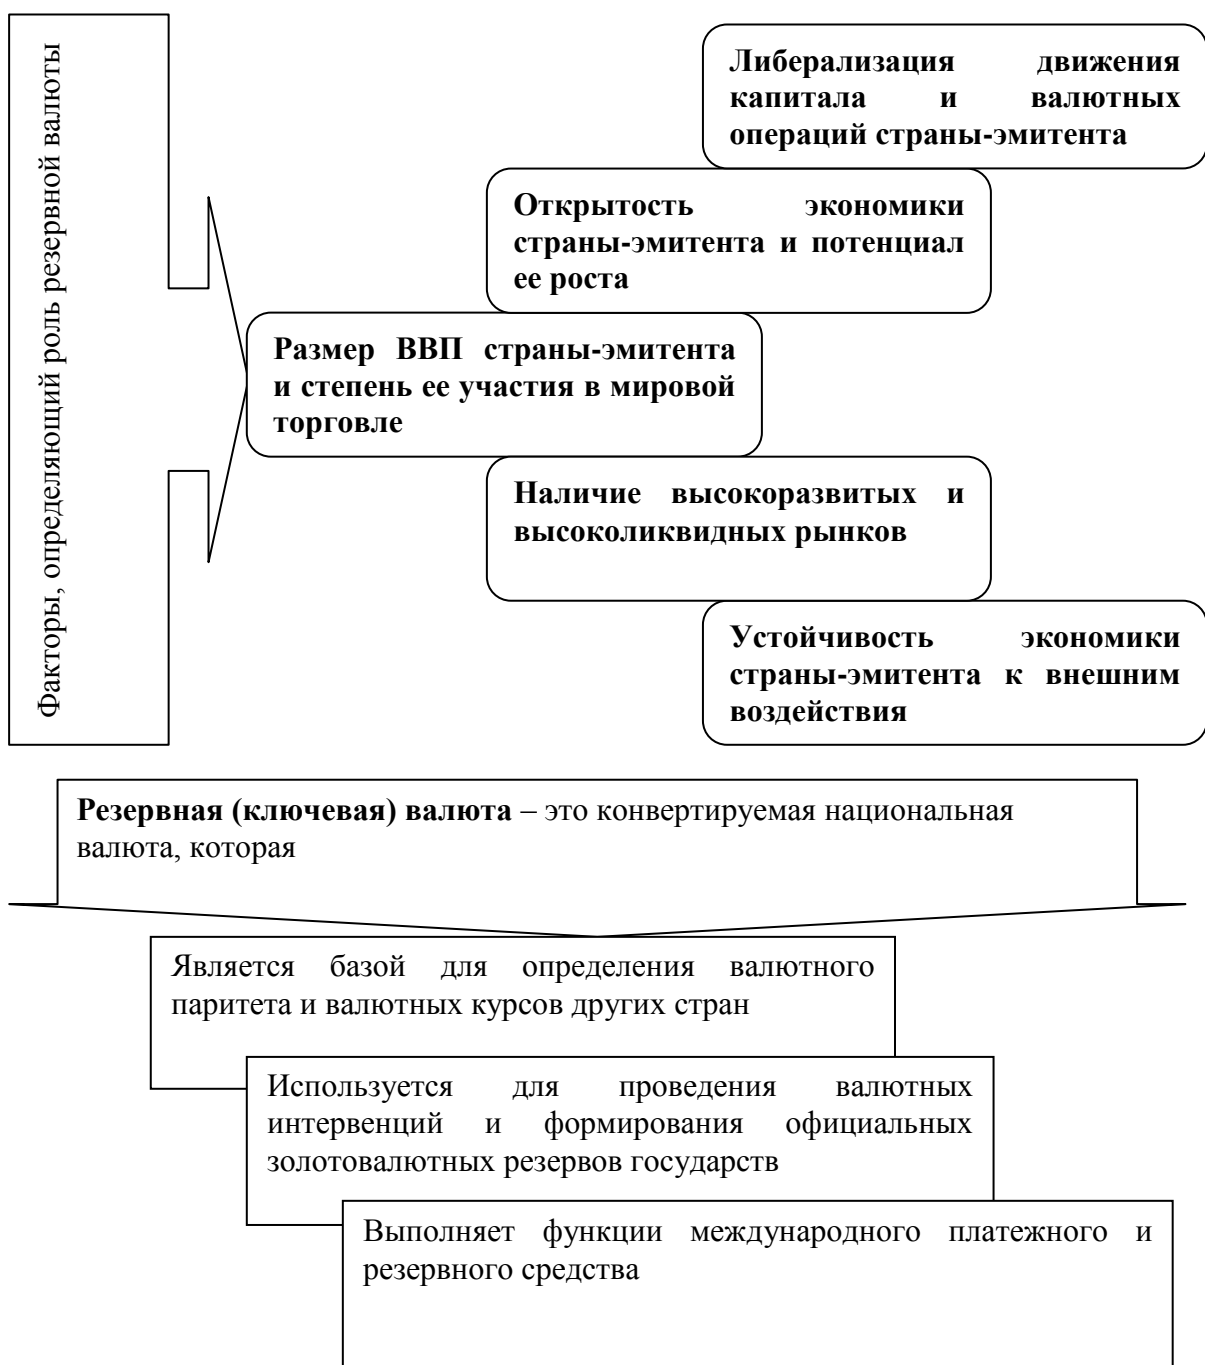 Факторы, определяющий роль резервной валюты
Либерализация движения
капитала и валютных
операций страны-эмитента
Открытость экономики
страны-эмитента и потенциал
ее роста
Размер ВВП страны-эмитента
и степень ее участия в мировой
торговле
Наличие высокоразвитых и
высоколиквидных рынков
Устойчивость экономики
страны-эмитента к внешним
воздействия
Резервная (ключевая) валюта – это конвертируемая национальная
валюта, которая
Является базой для определения валютного
паритета и валютных курсов других стран
Используется для проведения валютных
интервенций и формирования официальных
золотовалютных резервов государств
Выполняет функции международного платежного и
резервного средства